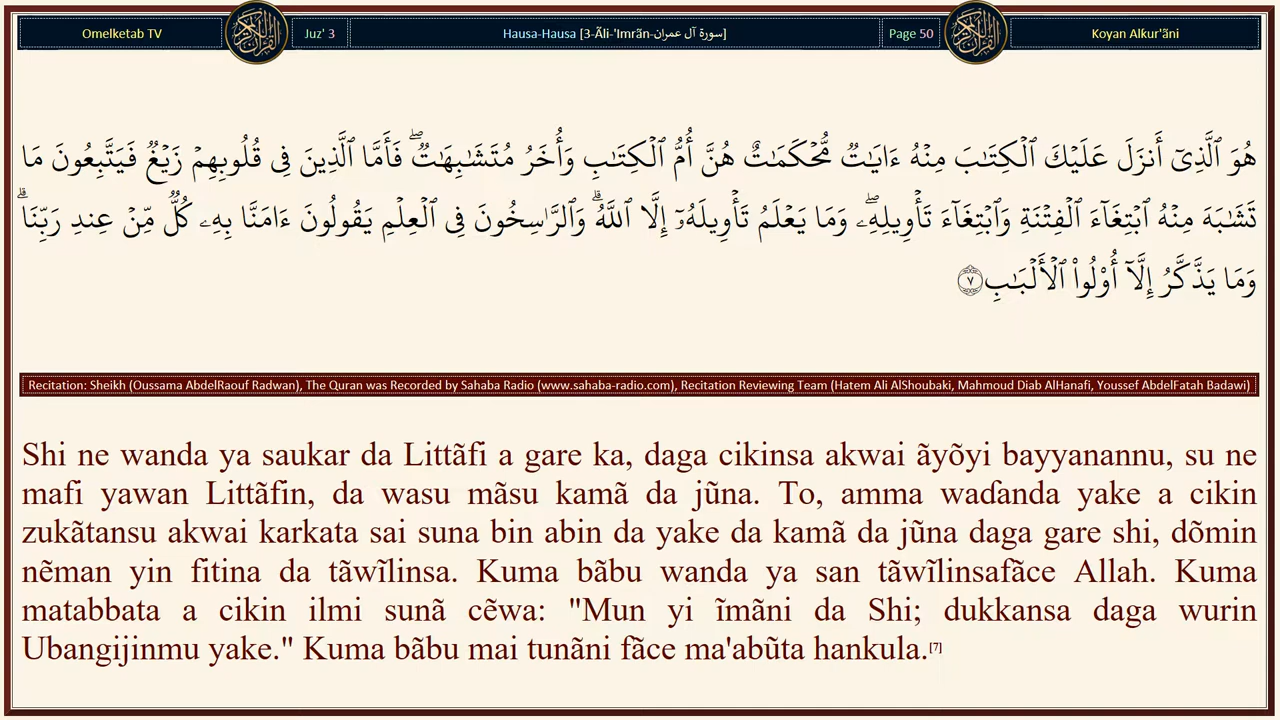 Omelketab TV
Juz' 3
Hausa-Hausa [3-Ãli-'Imrãn-سورة آل عمران]
Page 50
Koyan Alƙur'ãni
هُوَ ٱلَّذِىٓ أَنزَلَ عَلَيْكَ ٱلْكِتَـٰبَ مِنْهُ ءَايَـٰتٌ مُّحْكَمَـٰتٌ هُنَّ أُمُّ ٱلْكِتَـٰبِ وَأُخَرُ مُتَشَـٰبِهَـٰتٌ ۖ فَأَمَّا ٱلَّذِينَ فِى قُلُوبِهِمْ زَيْغٌ فَيَتَّبِعُونَ مَا
تَشَـٰبَهَ مِنْهُ ٱبْتِغَآءَ ٱلْفِتْنَةِ وَٱبْتِغَآءَ تَأْوِيلِهِۦ ۖ وَمَا يَعْلَمُ تَأْوِيلَهُۥٓ إِلَّا ٱللَّهُ ۗ وَٱلرَّٰسِخُونَ فِى ٱلْعِلْمِ يَقُولُونَ ءَامَنَّا بِهِۦ كُلٌّ مِّنْ عِندِ رَبِّنَا ۗ
وَمَا يَذَّكَّرُ إِلَّآ أُو۟لُوا۟ ٱلْأَلْبَـٰبِ ٧
Recitation: Sheikh (Oussama AbdelRaouf Radwan), The Quran was Recorded by Sahaba Radio (www.sahaba-radio.com), Recitation Reviewing Team (Hatem Ali AlShoubaki, Mahmoud Diab AlHanafi, Youssef AbdelFatah Badawi)
Shi ne wanda ya saukar da Littãfi a gare ka, daga cikinsa akwai ãyõyi bayyanannu, su ne
mafi yawan Littãfin, da wasu mãsu kamã da jũna. To, amma waɗanda yake a cikin
zukãtansu akwai karkata sai suna bin abin da yake da kamã da jũna daga gare shi, dõmin
nẽman yin fitina da tãwĩlinsa. Kuma bãbu wanda ya san tãwĩlinsafãce Allah. Kuma
matabbata a cikin ilmi sunã cẽwa: "Mun yi ĩmãni da Shi; dukkansa daga wurin
Ubangijinmu yake." Kuma bãbu mai tunãni fãce ma'abũta hankula.[7]